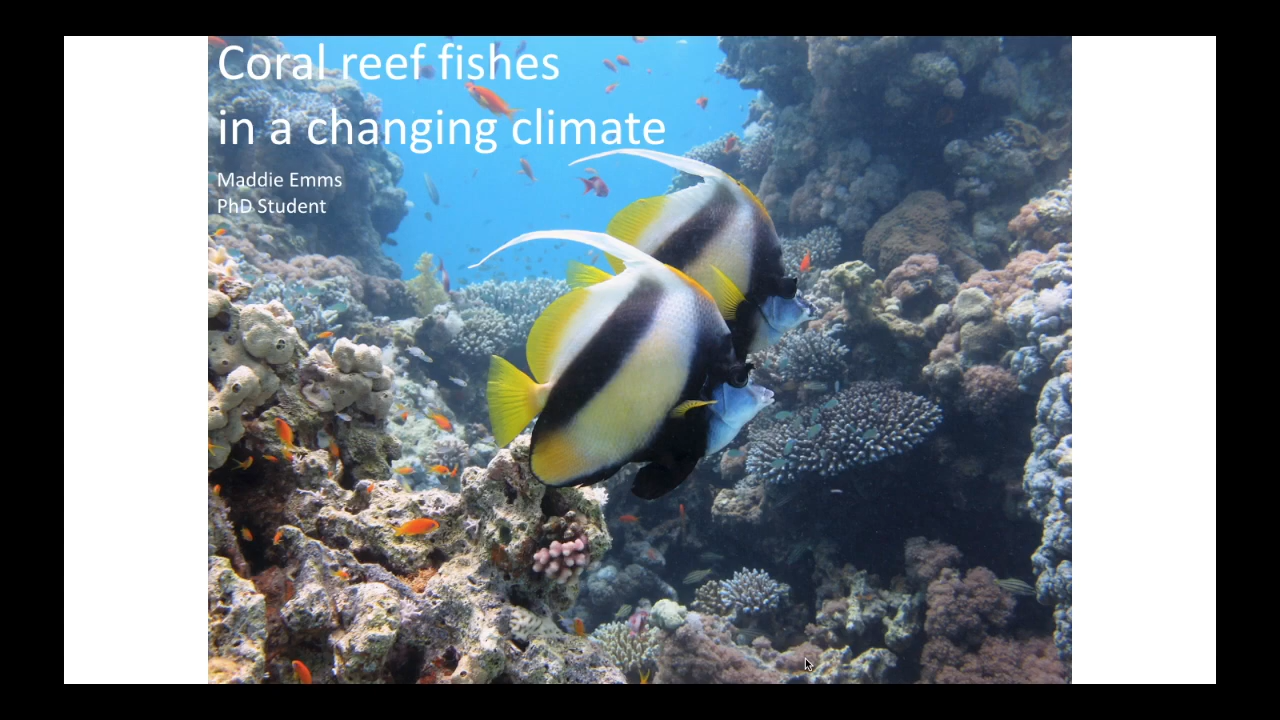 Coral reef fishes
in a changing climate
Maddie Emms
PhD Student